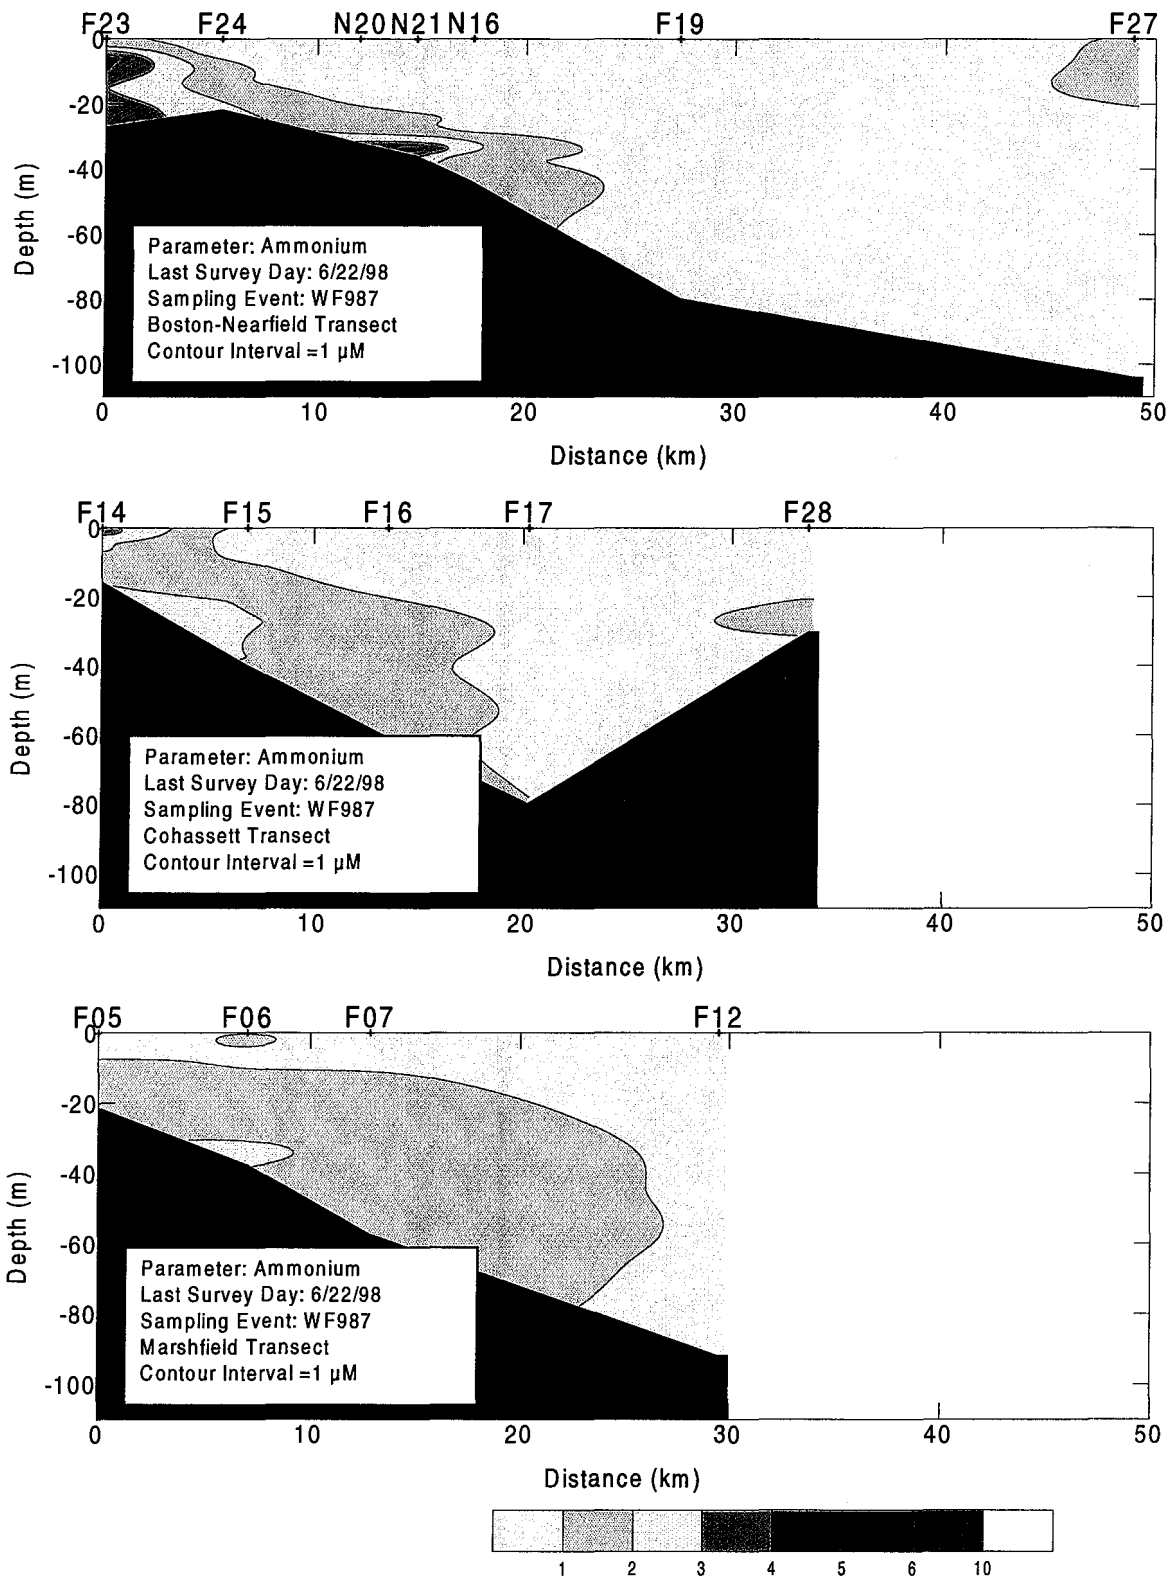 F23 F24 N20 N21 N16 F19 F27
0
-20
-40
-60
-80
-100
Depth (m)
Parameter: Ammonium
Last Survey Day: 6/22/98
Sampling Event: WF987
Boston-Nearfield Transect
Contour Interval =1 µM
0 10 20 30 40 50
Distance (km)
F14 F15 F16 F17 F28
0
-20
-40
-60
-80
-100
Depth (m)
Parameter: Ammonium
Last Survey Day: 6/22/98
Sampling Event: WF987
Cohassett Transect
Contour Interval =1 µM
0 10 20 30 40 50
Distance (km)
F05 F06 F07 F12
0
-20
-40
-60
-80
-100
Depth (m)
Parameter: Ammonium
Last Survey Day: 6/22/98
Sampling Event: WF987
Marshfield Transect
Contour Interval =1 µM
0 10 20 30 40 50
Distance (km)
1 2 3 4 5 6 10